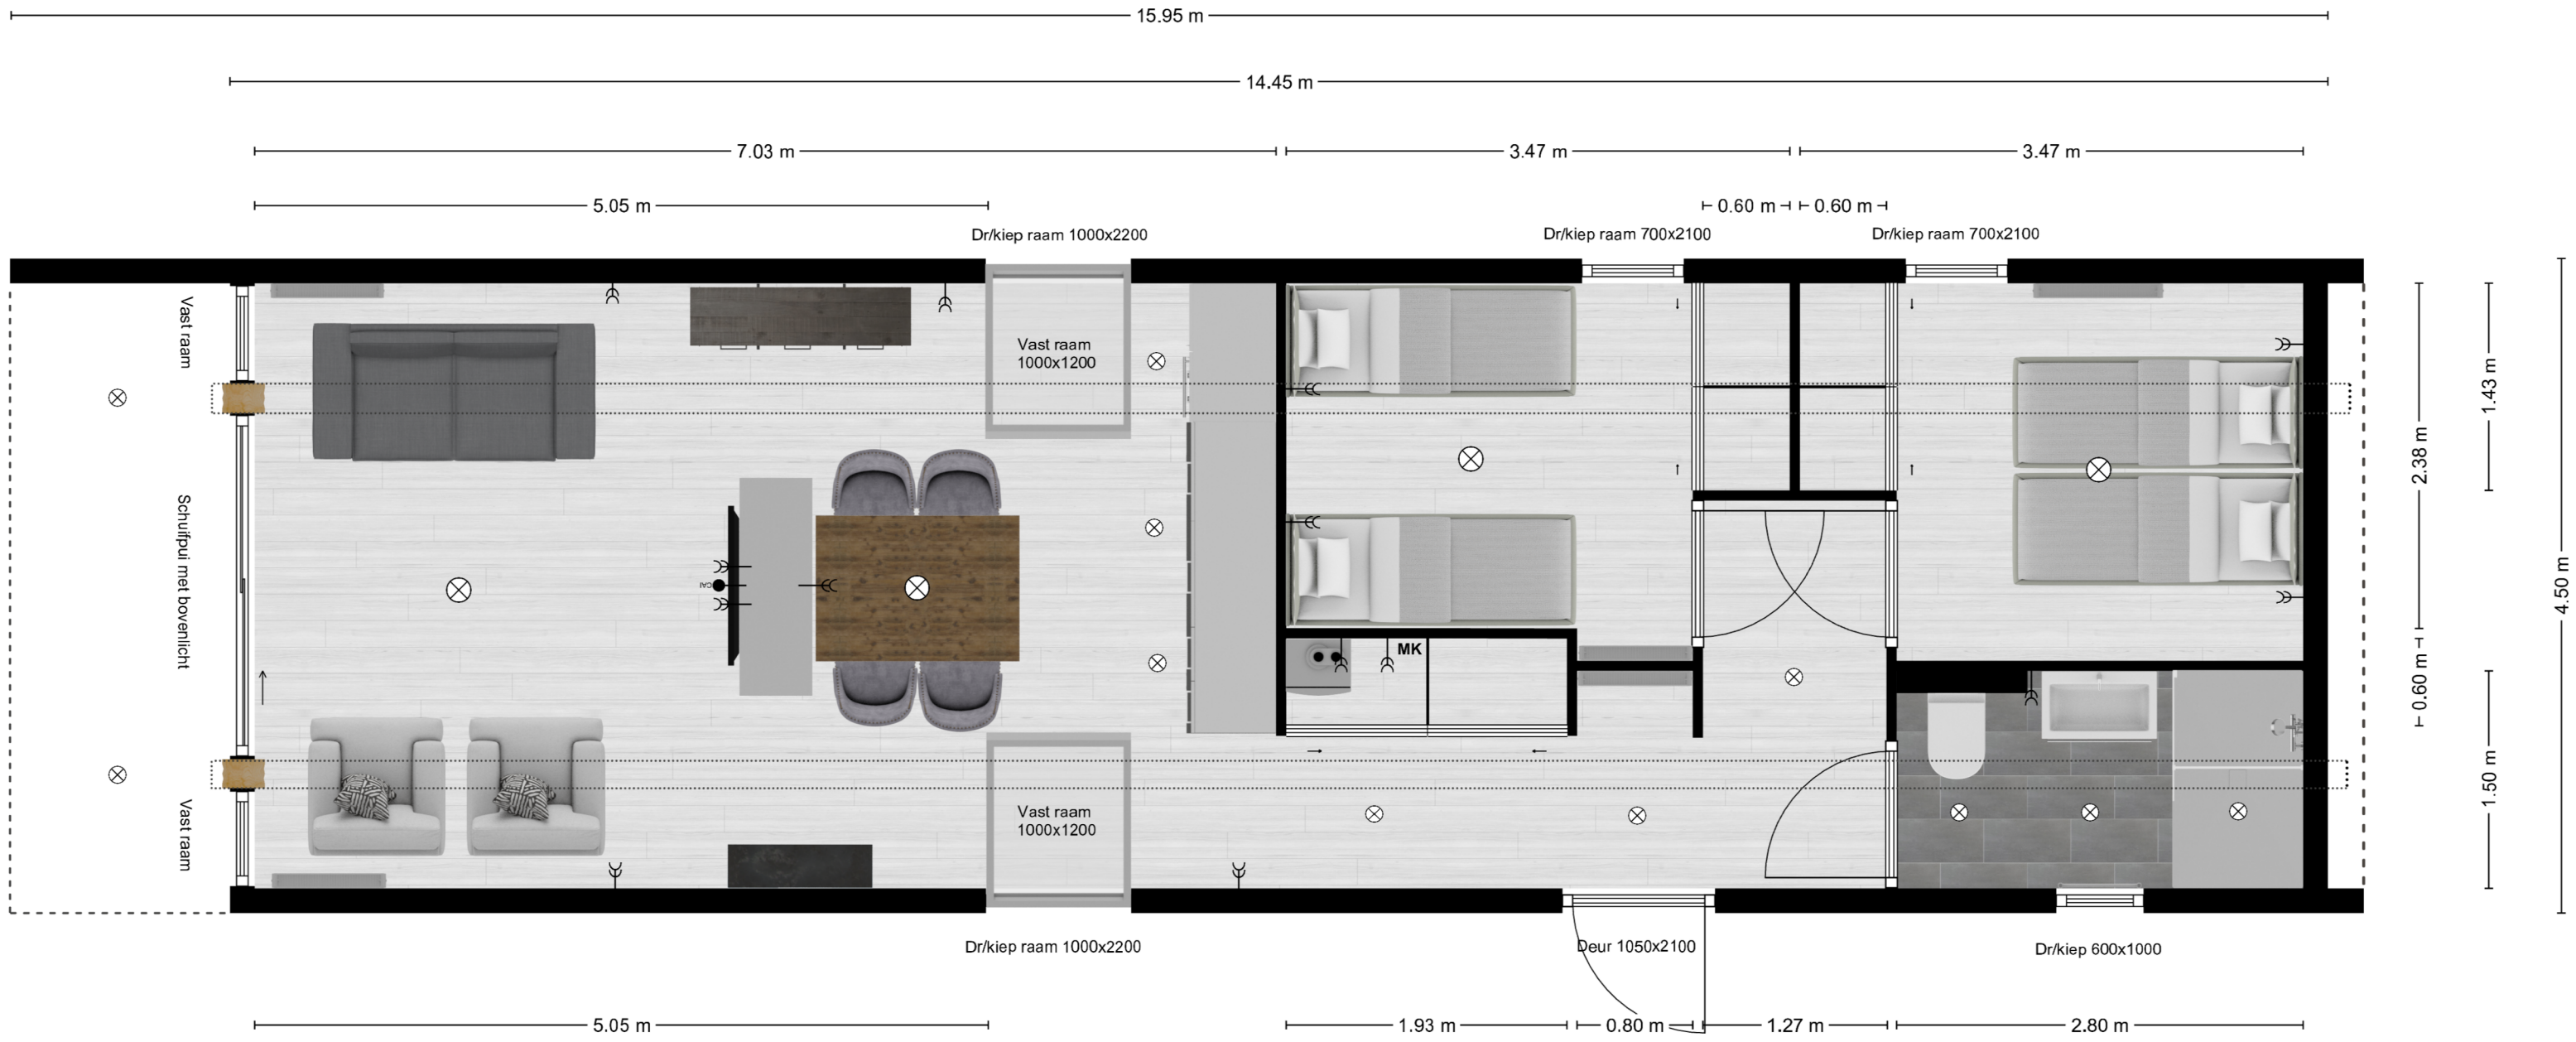 15.95 m
14.45 m
7.03 m
3.47 m
3.47 m
5.05 m
0.60 m
0.60 m
Dr/kiep raam 1000x2200
Dr/kiep raam 700x2100
Dr/kiep raam 700x2100
Vast raam
Vast raam
1000x1200
1.43 m
2.38 m
Schuifpui met bovenlicht
CAI
4.50 m
MK
0.60 m
1.50 m
Vast raam
Vast raam
1000x1200
Dr/kiep raam 1000x2200
Deur 1050x2100
Dr/kiep 600x1000
5.05 m
1.93 m
0.80 m
1.27 m
2.80 m